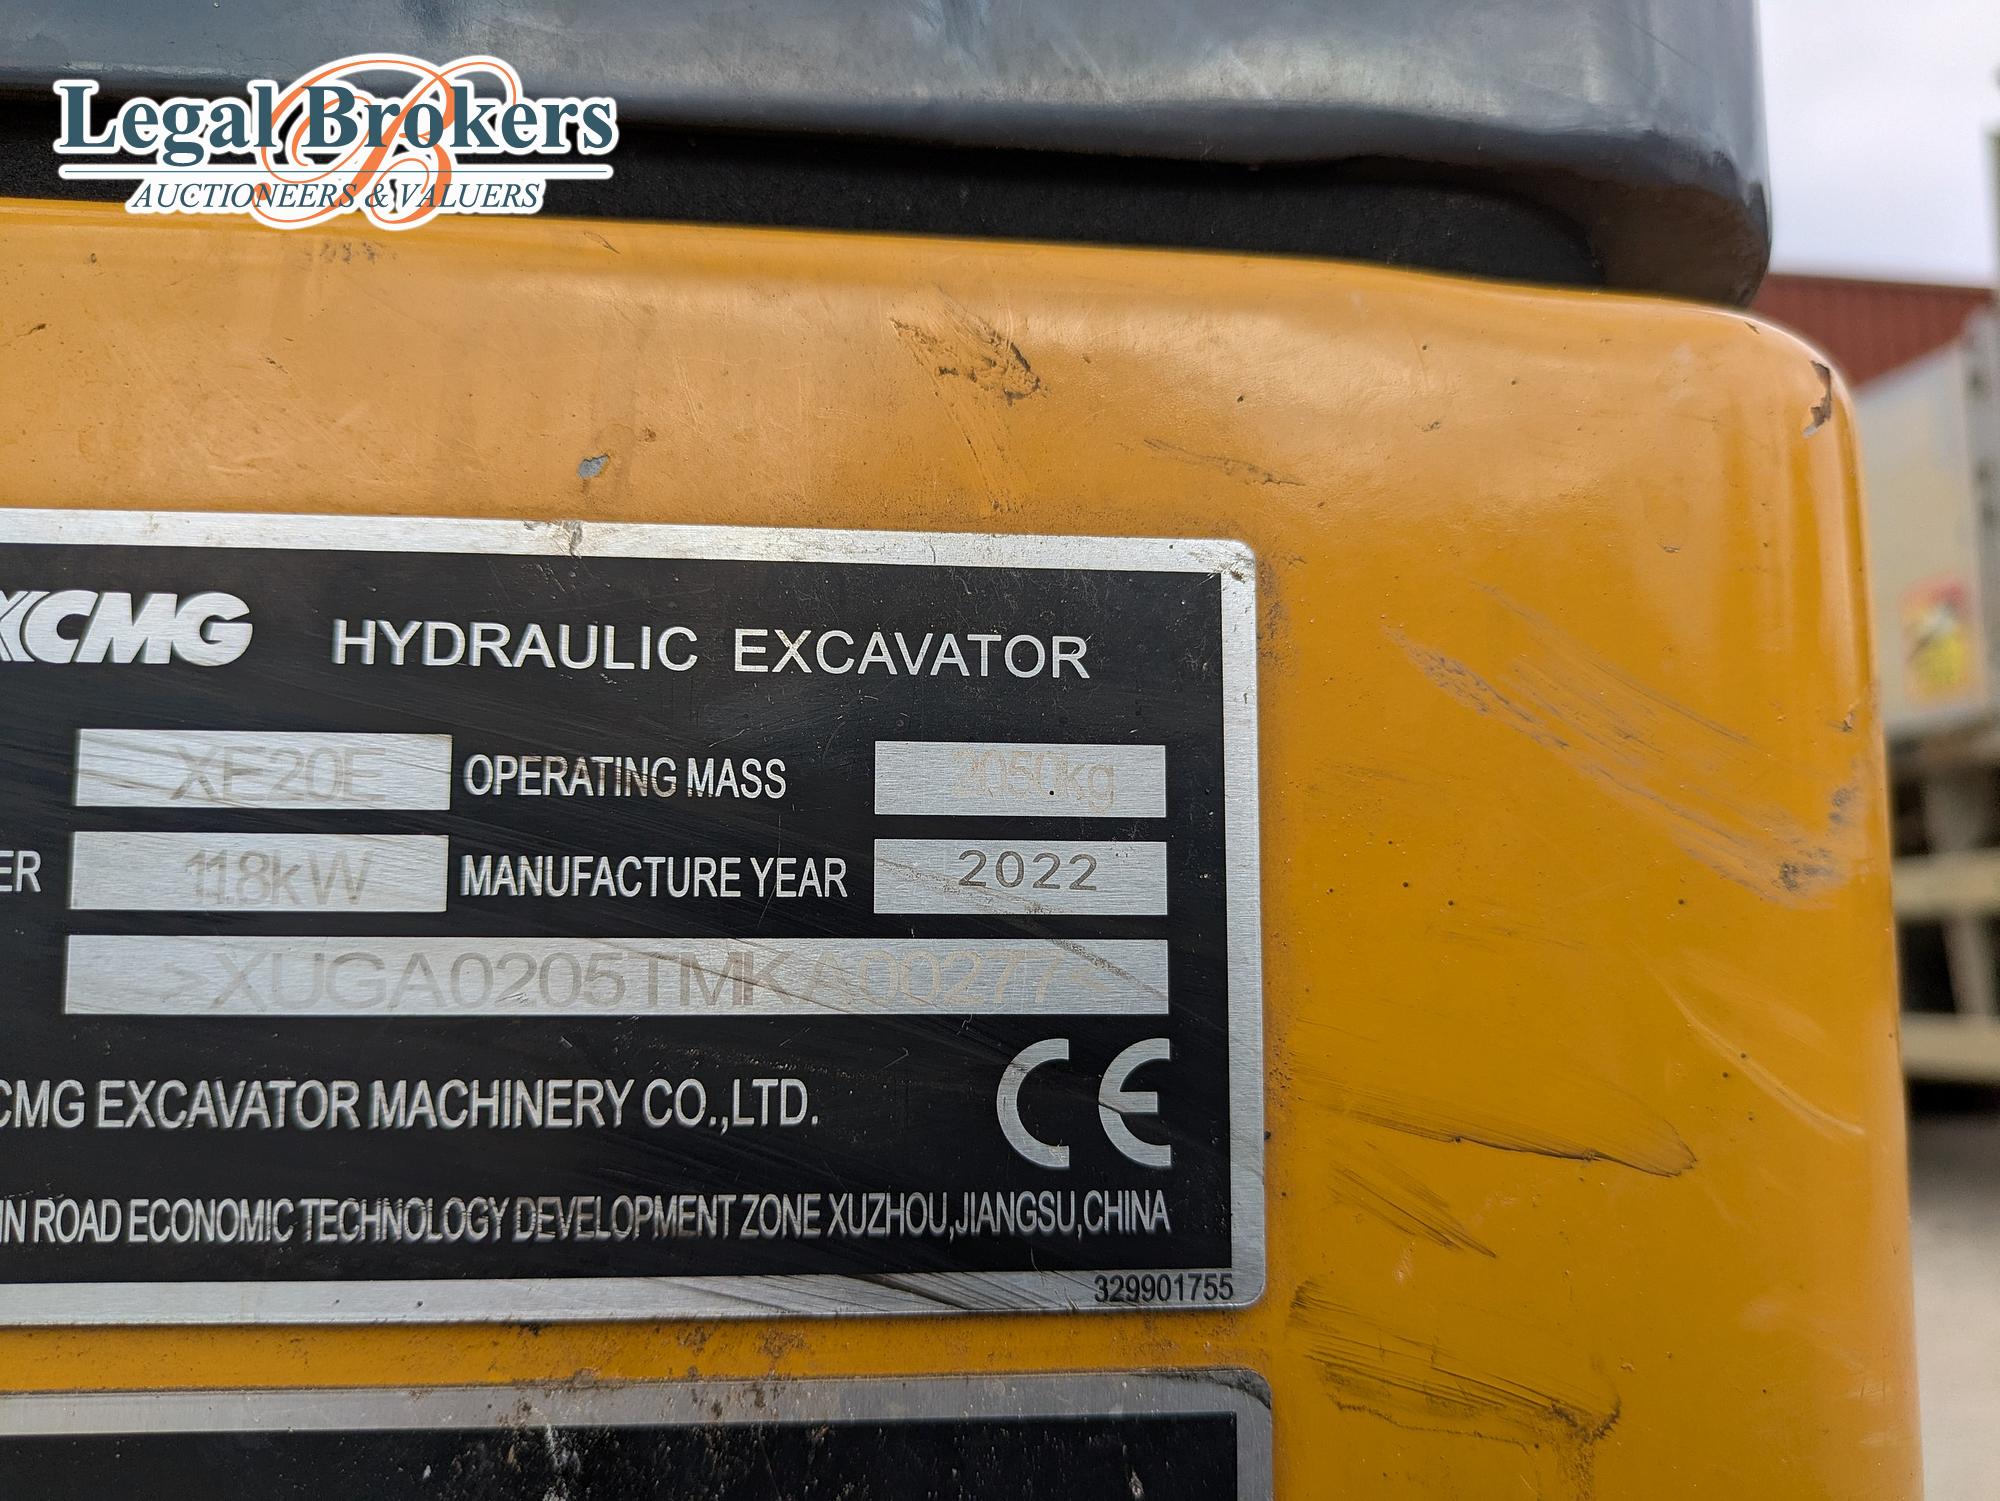 Legal Brokers
AUCTIONEERS & VALUERS
XCMG HYDRAULIC EXCAVATOR
XE20E OPERATING MASS 2050kg
ER 11.8kW MANUFACTURE YEAR 2022
>XUGA0205TMKA00277<
CMG EXCAVATOR MACHINERY CO.,LTD.
CE
IN ROAD ECONOMIC TECHNOLOGY DEVELOPMENT ZONE XUZHOU,JIANGSU,CHINA
329901755